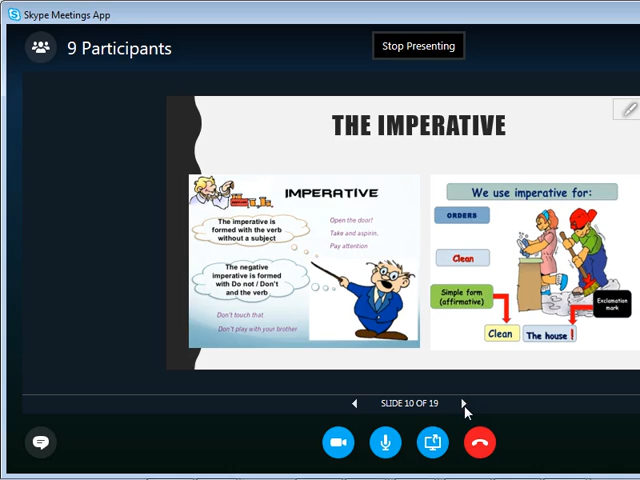 Skype Meetings App
9 Participants
Stop Presenting
THE IMPERATIVE
IMPERATIVE
The imperative is
formed with the verb
without a subject
Open the door!
Take and aspirin.
Pay attention
The negative
imperative is formed
with Do not / Don't
and the verb
Don't touch that
Don't play with your brother
We use imperative for:
ORDERS
Clean
Simple form
(affirmative)
Exclamation
mark
Clean
The house !
SLIDE 10 OF 19